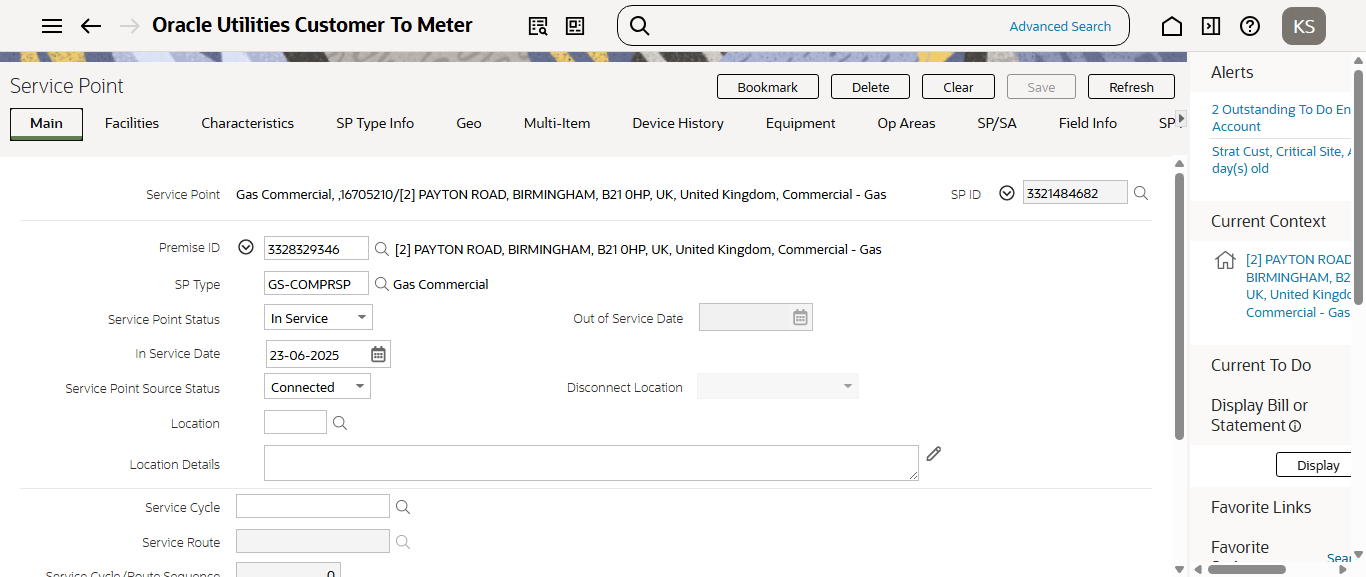 Oracle Utilities Customer To Meter
Advanced Search
KS
Service Point
Bookmark
Delete
Clear
Save
Refresh
Main
Facilities
Characteristics
SP Type Info
Geo
Multi-Item
Device History
Equipment
Op Areas
SP/SA
Field Info
SP
Service Point
Gas Commercial, ,16705210/[2] PAYTON ROAD, BIRMINGHAM, B21 0HP, UK, United Kingdom, Commercial - Gas
SP ID
3321484682
Premise ID
3328329346
[2] PAYTON ROAD, BIRMINGHAM, B21 0HP, UK, United Kingdom, Commercial - Gas
SP Type
GS-COMPRSP
Gas Commercial
Service Point Status
In Service
Out of Service Date
In Service Date
23-06-2025
Service Point Source Status
Connected
Disconnect Location
Location
Location Details
Service Cycle
Service Route
Service Cycle/Route Sequence
0
Alerts
2 Outstanding To Do En
Account
Strat Cust, Critical Site,
day(s) old
Current Context
[2] PAYTON ROAD
BIRMINGHAM, B2
UK, United Kingdo
Commercial - Gas
Current To Do
Display Bill or
Statement
Display
Favorite Links
Favorite
Sear